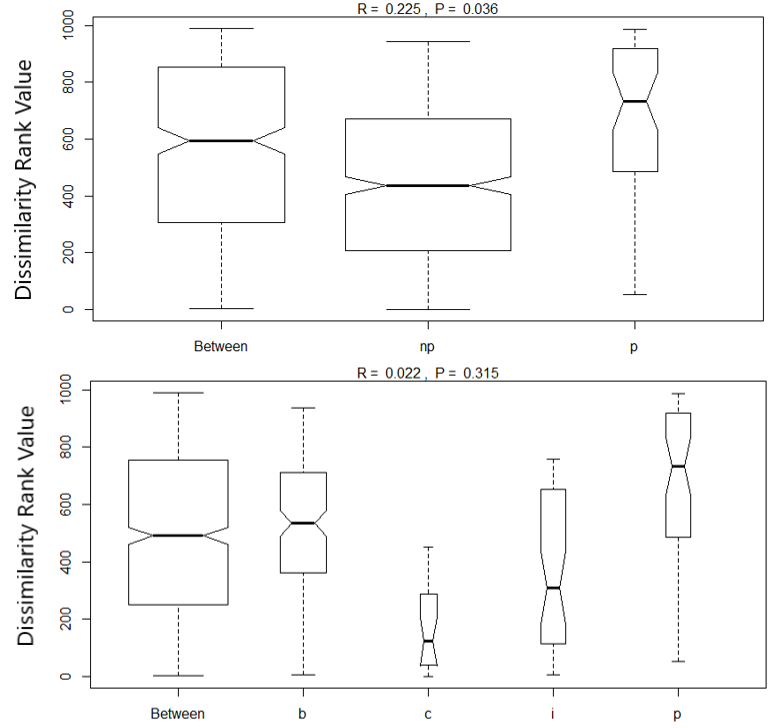 R = 0.225 , P = 0.036
Dissimilarity Rank Value
1000
800
600
400
200
0
Between np p
R = 0.022 , P = 0.315
Dissimilarity Rank Value
1000
800
600
400
200
0
Between b c i p